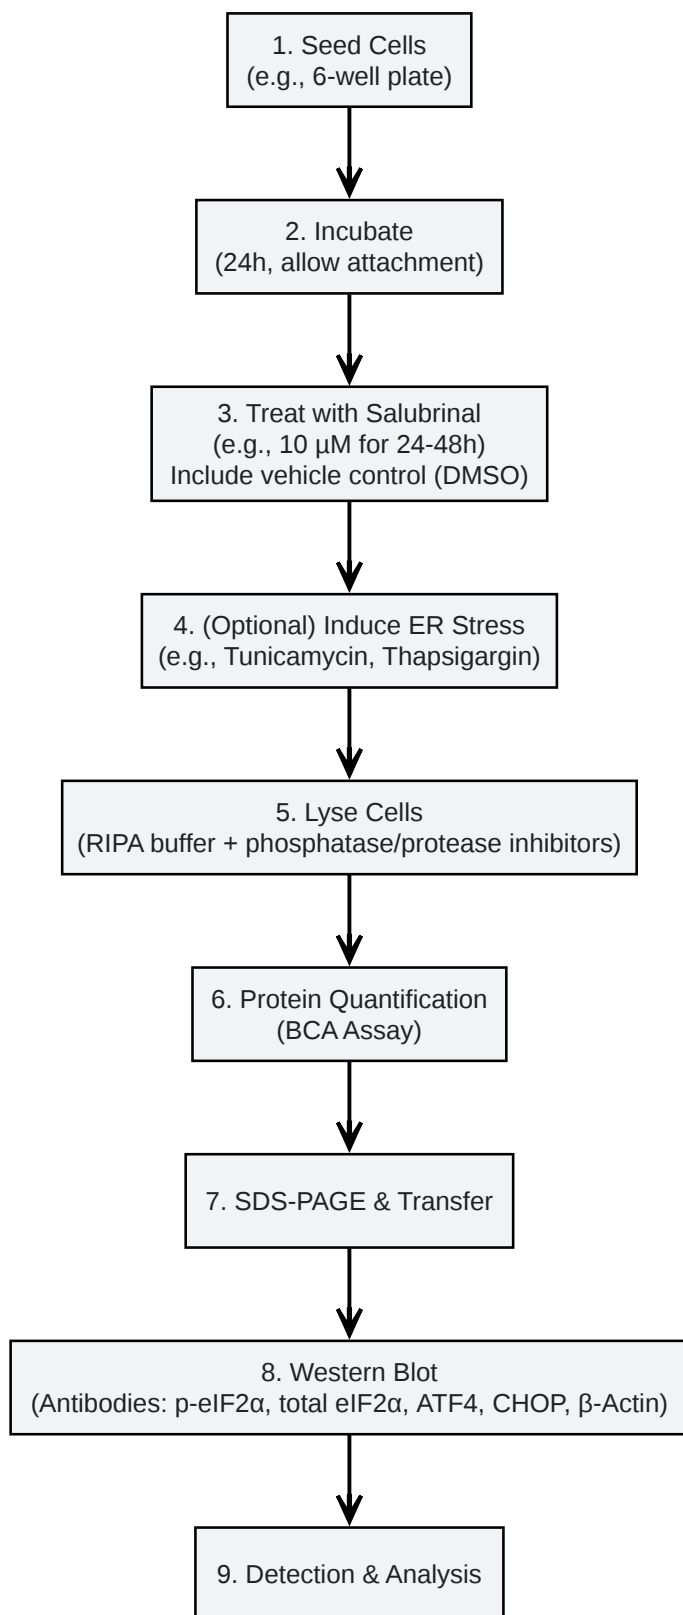 1. Seed Cells
(e.g., 6-well plate)
2. Incubate
(24h, allow attachment)
3. Treat with Salubrinal
(e.g., 10 µM for 24-48h)
Include vehicle control (DMSO)
4. (Optional) Induce ER Stress
(e.g., Tunicamycin, Thapsigargin)
5. Lyse Cells
(RIPA buffer + phosphatase/protease inhibitors)
6. Protein Quantification
(BCA Assay)
7. SDS-PAGE & Transfer
8. Western Blot
(Antibodies: p-eIF2α, total eIF2α, ATF4, CHOP, β-Actin)
9. Detection & Analysis